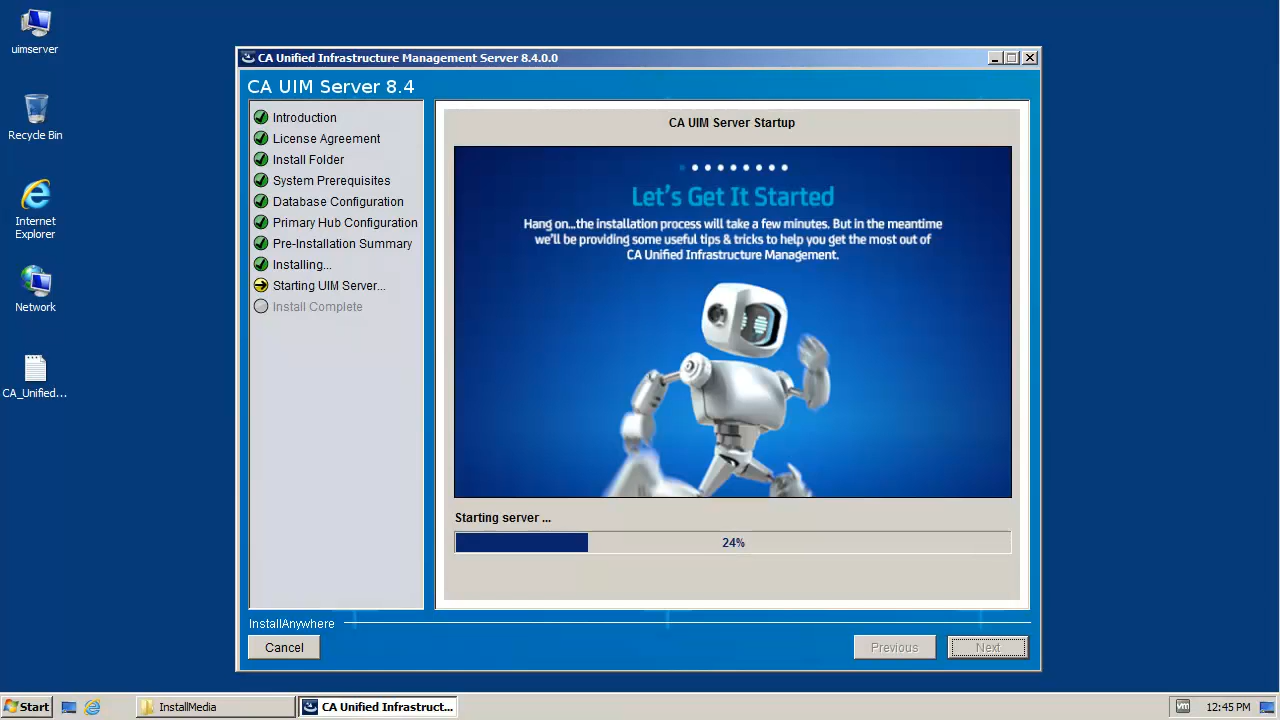 uimserver
Recycle Bin
Internet
Explorer
Network
CA_Unified...
CA Unified Infrastructure Management Server 8.4.0.0
CA UIM Server 8.4
Introduction
License Agreement
Install Folder
System Prerequisites
Database Configuration
Primary Hub Configuration
Pre-Installation Summary
Installing...
Starting UIM Server...
Install Complete
CA UIM Server Startup
Let's Get It Started
Hang on...the installation process will take a few minutes. But in the meantime
we'll be providing some useful tips & tricks to help you get the most out of
CA Unified Infrastructure Management.
Starting server ...
24%
InstallAnywhere
Cancel
Previous
Next
Start
InstallMedia
CA Unified Infrastruct...
vm
12:45 PM